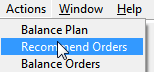 Actions Window Help
Balance Plan
Recommend Orders
Balance Orders